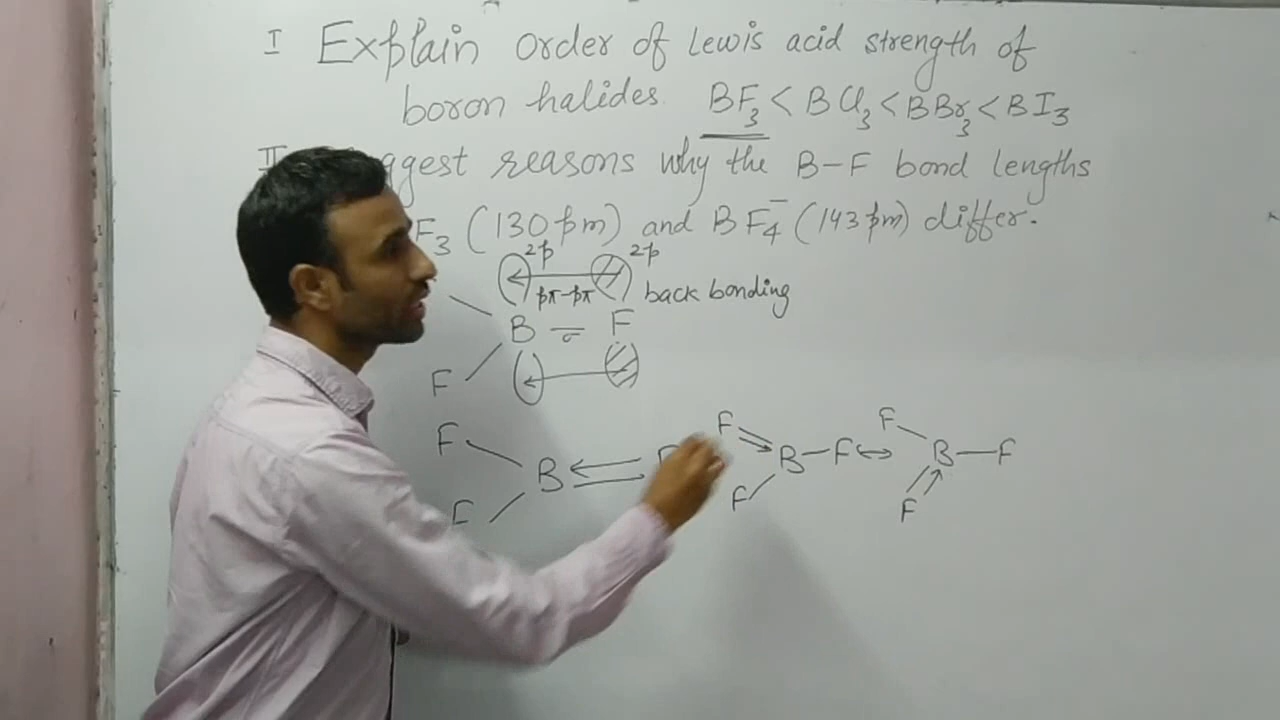 I Explain order of Lewis acid strength of
boron halides. BF₃ < BCl₃ < BBr₃ < BI₃
II reasons why the B-F bond lengths
F₃ (130 pm) and BF₄⁻ (143 pm) differ.
2p 2p
pπ-pπ back bonding
B = F
σ
F
F F F
B B-F↔ B-F
F F F